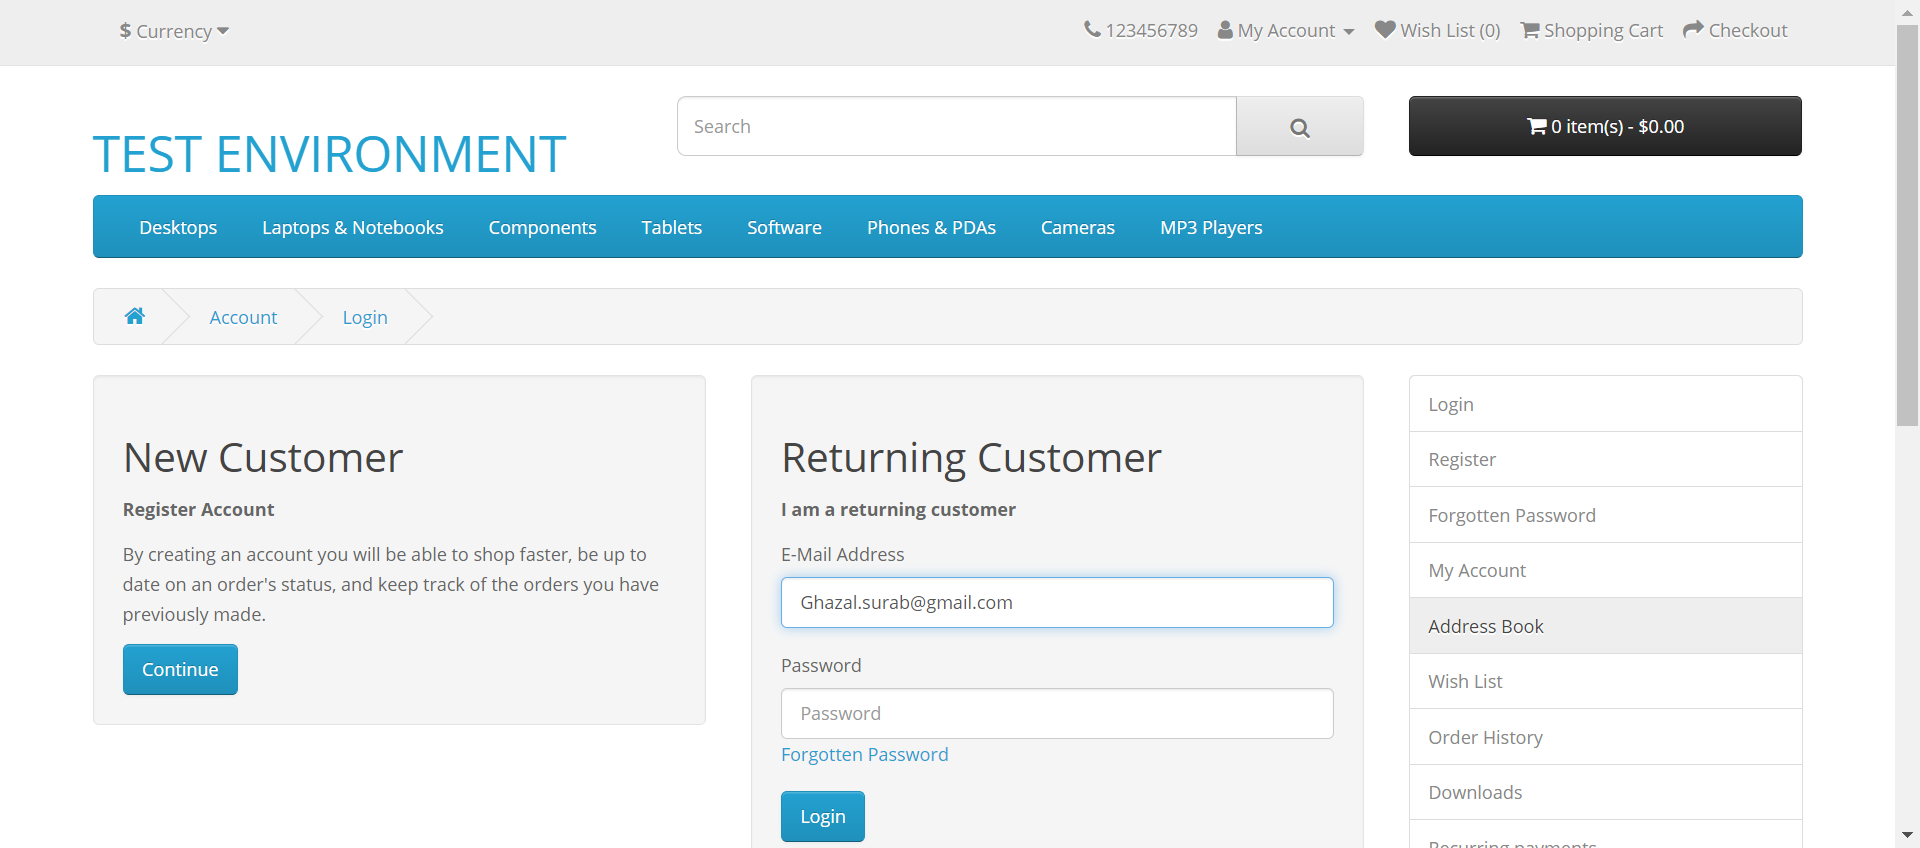 $ Currency
123456789 My Account Wish List (0) Shopping Cart Checkout
TEST ENVIRONMENT
Search
0 item(s) - $0.00
Desktops Laptops & Notebooks Components Tablets Software Phones & PDAs Cameras MP3 Players
Account Login
New Customer
Register Account
By creating an account you will be able to shop faster, be up to
date on an order's status, and keep track of the orders you have
previously made.
Continue
Returning Customer
I am a returning customer
E-Mail Address
Ghazal.surab@gmail.com
Password
Password
Forgotten Password
Login
Login
Register
Forgotten Password
My Account
Address Book
Wish List
Order History
Downloads
Recurring payments